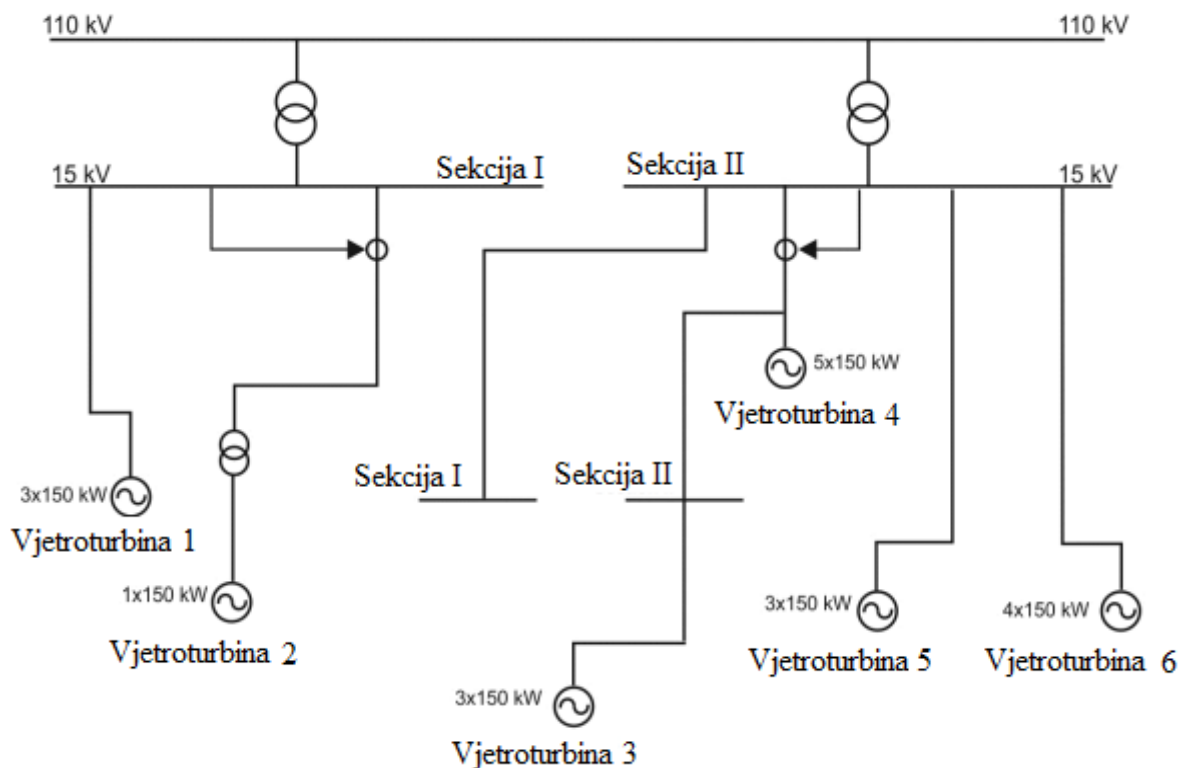 110 kV
110 kV
Sekcija I
Sekcija II
15 kV
15 kV
5x150 kW
Vjetroturbina 4
Sekcija I
Sekcija II
3x150 kW
Vjetroturbina 1
1x150 kW
Vjetroturbina 2
3x150 kW
Vjetroturbina 5
4x150 kW
Vjetroturbina 6
3x150 kW
Vjetroturbina 3